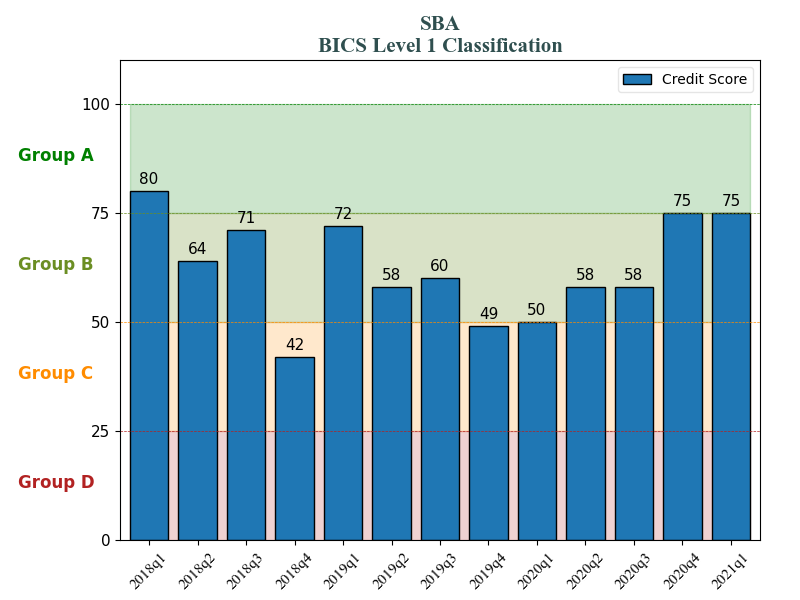 SBA
BICS Level 1 Classification
Credit Score
100
Group A
80
75
75
75
72
71
64
Group B
60
58
58
58
50
50
49
42
Group C
25
Group D
0
2018q1
2018q2
2018q3
2018q4
2019q1
2019q2
2019q3
2019q4
2020q1
2020q2
2020q3
2020q4
2021q1